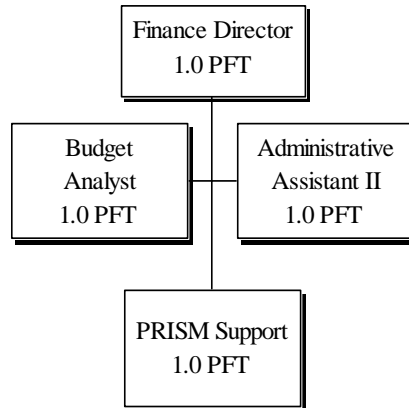 Finance Director
1.0 PFT
Budget
Analyst
1.0 PFT
Administrative
Assistant II
1.0 PFT
PRISM Support
1.0 PFT